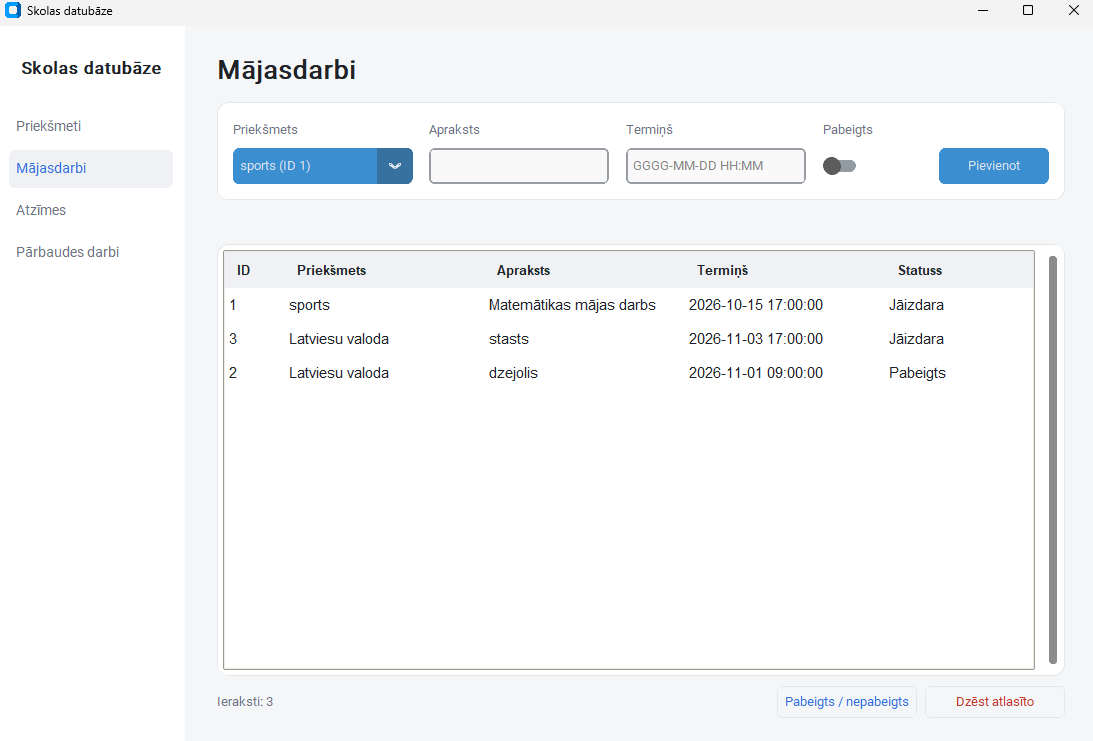 Skolas datubāze
Skolas datubāze
Priekšmeti
Mājasdarbi
Atzīmes
Pārbaudes darbi
Mājasdarbi
Priekšmets Apraksts Termiņš Pabeigts
sports (ID 1) GGGG-MM-DD HH:MM Pievienot
ID Priekšmets Apraksts Termiņš Statuss
1 sports Matemātikas mājas darbs 2026-10-15 17:00:00 Jāizdara
3 Latviesu valoda stasts 2026-11-03 17:00:00 Jāizdara
2 Latviesu valoda dzejolis 2026-11-01 09:00:00 Pabeigts
Ieraksti: 3 Pabeigts / nepabeigts Dzēst atlasīto